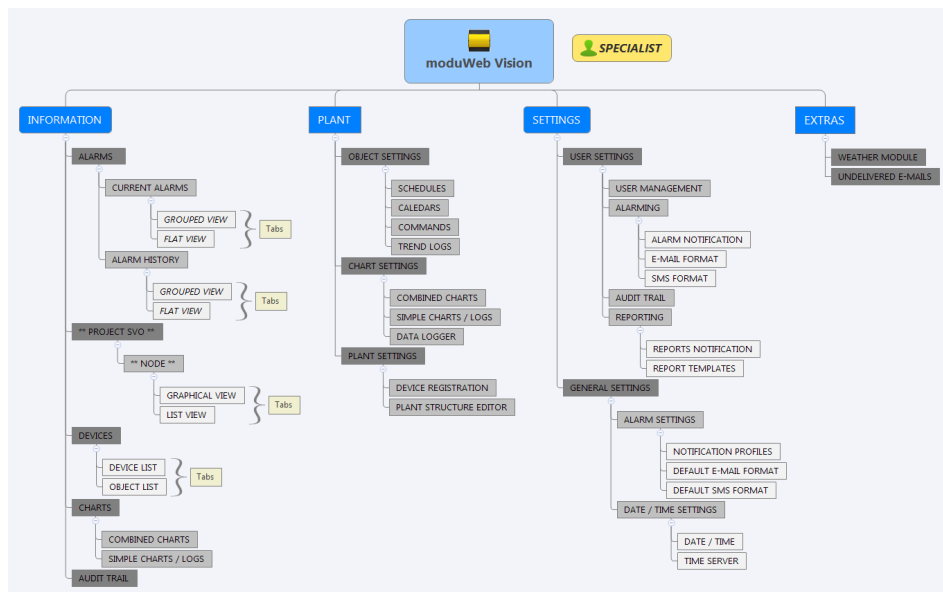 moduWeb Vision
SPECIALIST
INFORMATION
ALARMS
CURRENT ALARMS
GROUPED VIEW
FLAT VIEW
Tabs
ALARM HISTORY
GROUPED VIEW
FLAT VIEW
Tabs
** PROJECT SVO **
** NODE **
GRAPHICAL VIEW
LIST VIEW
Tabs
DEVICES
DEVICE LIST
OBJECT LIST
Tabs
CHARTS
COMBINED CHARTS
SIMPLE CHARTS / LOGS
AUDIT TRAIL
PLANT
OBJECT SETTINGS
SCHEDULES
CALEDARS
COMMANDS
TREND LOGS
CHART SETTINGS
COMBINED CHARTS
SIMPLE CHARTS / LOGS
DATA LOGGER
PLANT SETTINGS
DEVICE REGISTRATION
PLANT STRUCTURE EDITOR
SETTINGS
USER SETTINGS
USER MANAGEMENT
ALARMING
ALARM NOTIFICATION
E-MAIL FORMAT
SMS FORMAT
AUDIT TRAIL
REPORTING
REPORTS NOTIFICATION
REPORT TEMPLATES
GENERAL SETTINGS
ALARM SETTINGS
NOTIFICATION PROFILES
DEFAULT E-MAIL FORMAT
DEFAULT SMS FORMAT
DATE / TIME SETTINGS
DATE / TIME
TIME SERVER
EXTRAS
WEATHER MODULE
UNDELIVERED E-MAILS